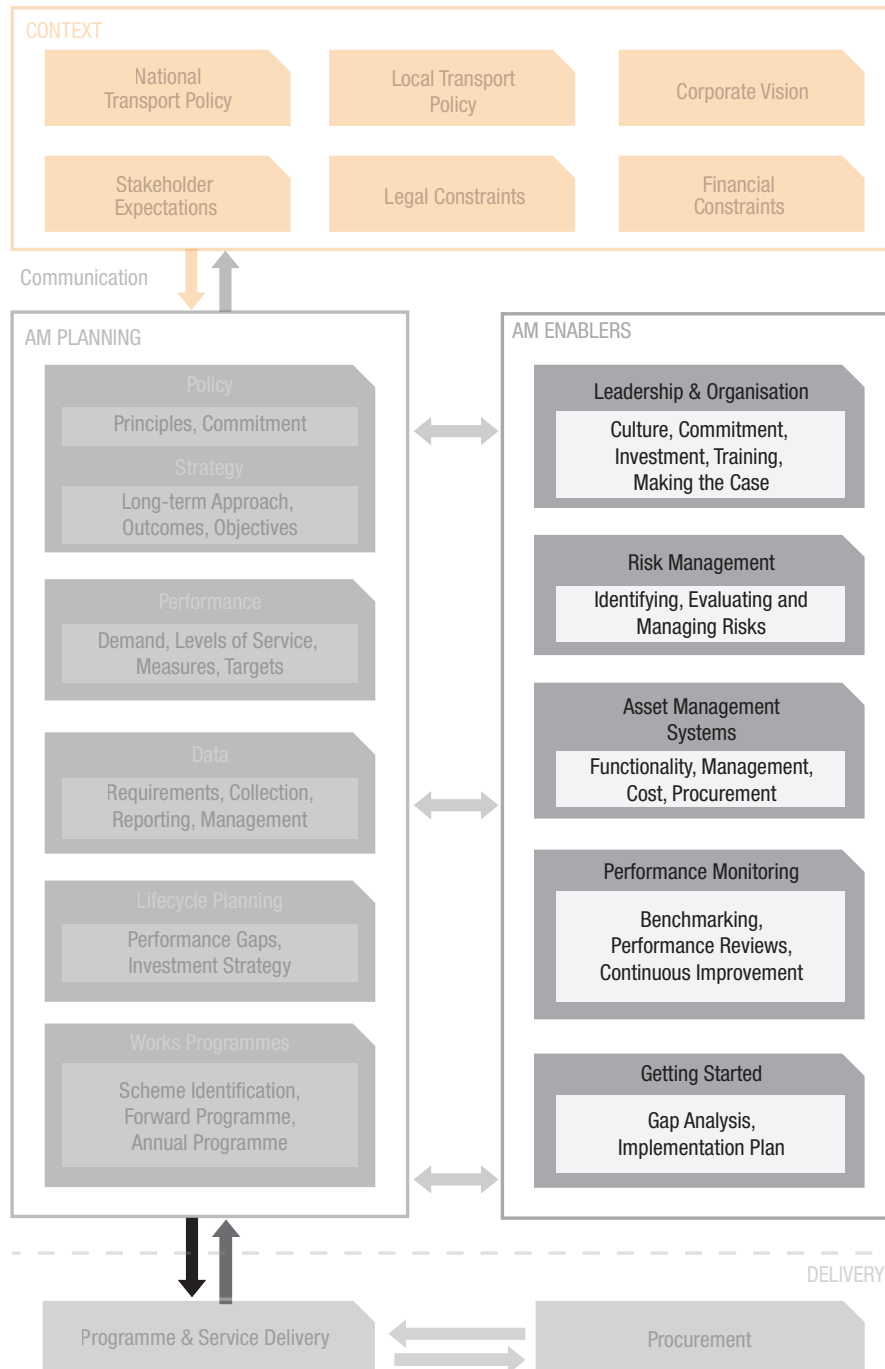 CONTEXT
National
Transport Policy
Local Transport
Policy
Corporate Vision
Stakeholder
Expectations
Legal Constraints
Financial
Constraints
Communication
AM PLANNING
Policy
Principles, Commitment
Strategy
Long-term Approach,
Outcomes, Objectives
Performance
Demand, Levels of Service,
Measures, Targets
Data
Requirements, Collection,
Reporting, Management
Lifecycle Planning
Performance Gaps,
Investment Strategy
Works Programmes
Scheme Identification,
Forward Programme,
Annual Programme
AM ENABLERS
Leadership & Organisation
Culture, Commitment,
Investment, Training,
Making the Case
Risk Management
Identifying, Evaluating and
Managing Risks
Asset Management
Systems
Functionality, Management,
Cost, Procurement
Performance Monitoring
Benchmarking,
Performance Reviews,
Continuous Improvement
Getting Started
Gap Analysis,
Implementation Plan
DELIVERY
Programme & Service Delivery
Procurement